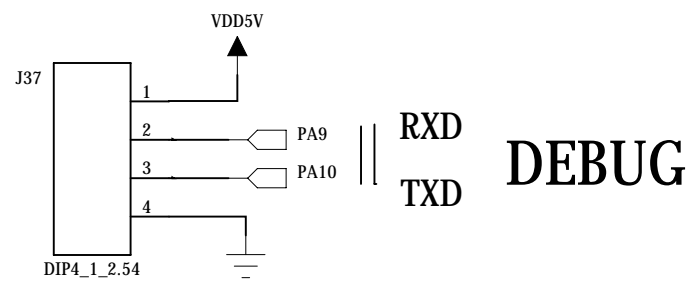 VDD5V
J37
1
2 PA9 RXD
3 PA10 TXD
DEBUG
4
DIP4_1_2.54